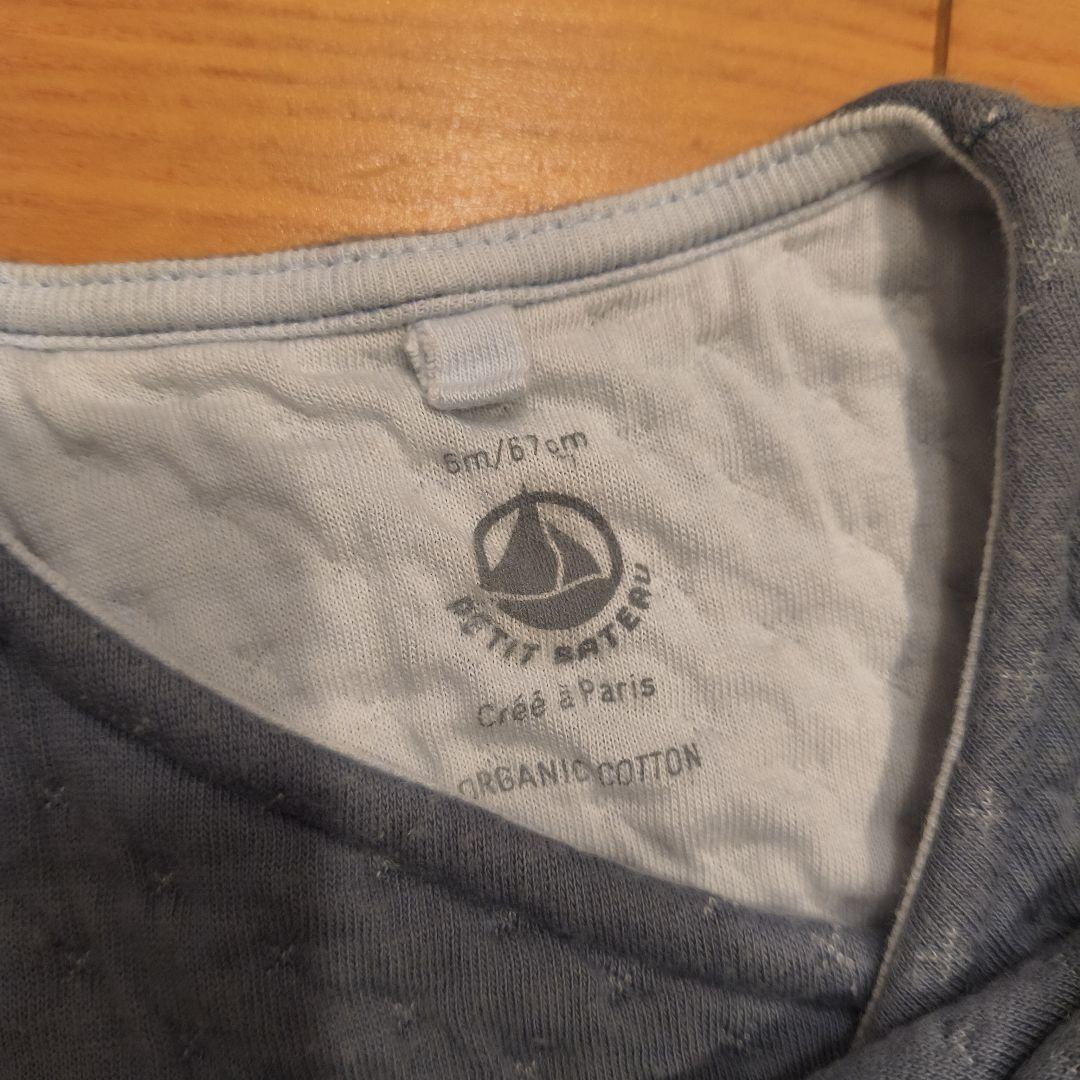 6m/67cm
PETIT BATEAU
Créé à Paris
ORGANIC COTTON